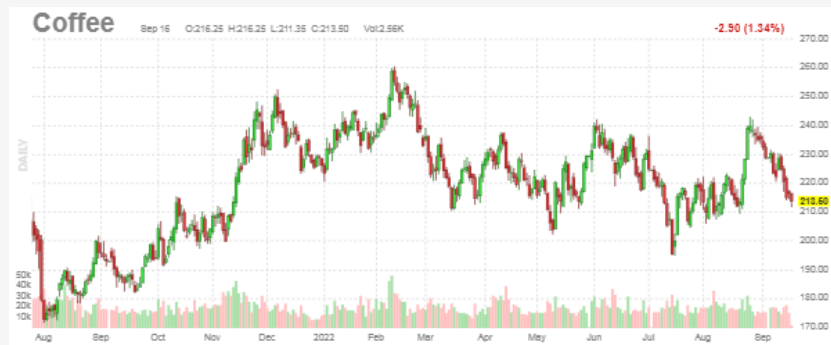 Coffee Sep 16 O:216.25 H:216.25 L:211.35 C:213.50 Vol:2.56K -2.90 (1.34%)
270.00
260.00
250.00
240.00
230.00
220.00
213.50
210.00
200.00
190.00
180.00
170.00
DAILY
50k
40k
30k
20k
10k
Aug Sep Oct Nov Dec 2022 Feb Mar Apr May Jun Jul Aug Sep